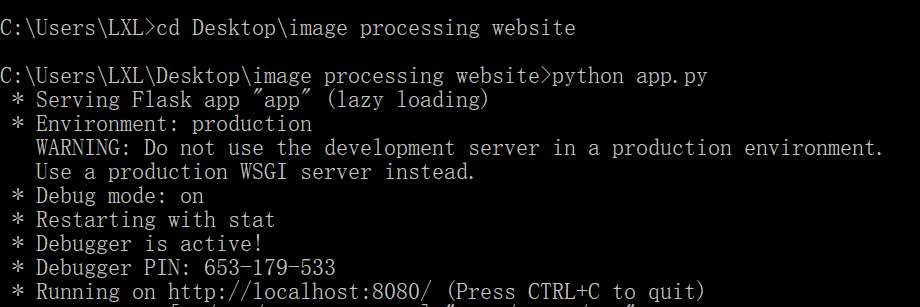 C:\Users\LXL>cd Desktop\image processing website
C:\Users\LXL\Desktop\image processing website>python app.py
* Serving Flask app "app" (lazy loading)
* Environment: production
WARNING: Do not use the development server in a production environment.
Use a production WSGI server instead.
* Debug mode: on
* Restarting with stat
* Debugger is active!
* Debugger PIN: 653-179-533
* Running on http://localhost:8080/ (Press CTRL+C to quit)